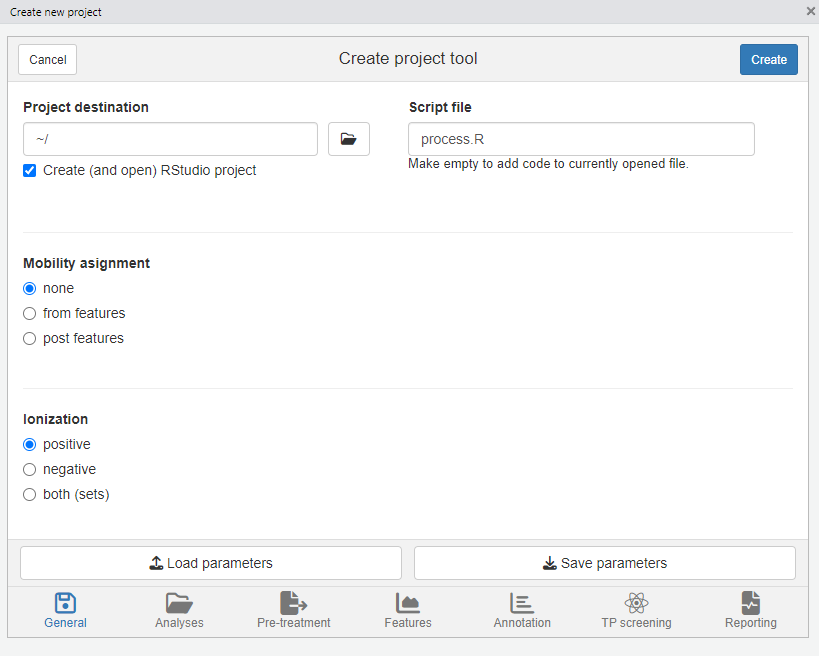 Create new project
Cancel
Create project tool
Create
Project destination
Script file
~/
process.R
Create (and open) RStudio project
Make empty to add code to currently opened file.
Mobility asignment
none
from features
post features
Ionization
positive
negative
both (sets)
Load parameters
Save parameters
General
Analyses
Pre-treatment
Features
Annotation
TP screening
Reporting